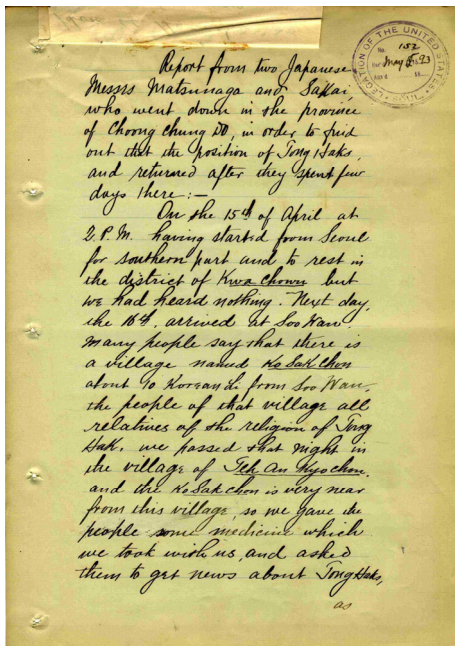 LEGATION OF THE UNITED STATES
No. 152
May 5 93
SEOUL
Report from two Japanese
Messrs Matsunaga and Sakai
who went down in the province
of Choong Chung Do, in order to find
out that the position of Tong Haks,
and returned after they spent few
days there :—
On the 15th of April at
2 P.M. having started from Seoul
for southern part and to rest in
the district of Kwa Chown but
we had heard nothing. Next day,
the 16th, arrived at Soo Wan.
Many people say that there is
a village named Ko Sak Chon
about 10 Korean Li from Soo Wan,
the people of that village all
relatives of the religion of Tong
Hak. We passed that night in
the village of Teh An Kyo chon,
and the Ko Sak chon is very near
from this village, so we gave the
people some medicine which
we took with us, and asked
them to get news about Tong Haks,
as